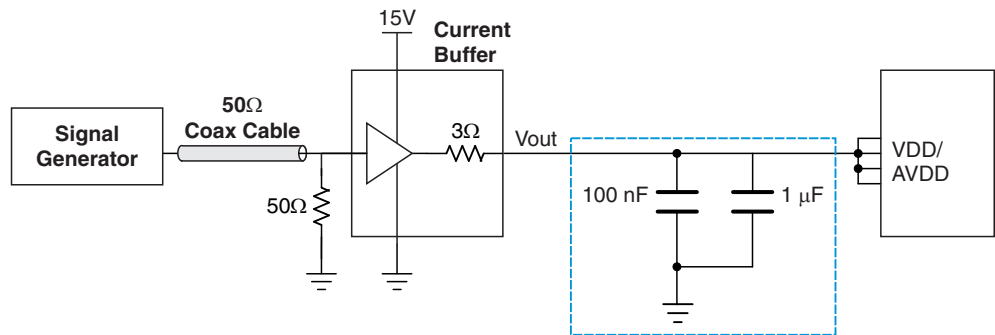 15V
Current
Buffer
50Ω
Coax Cable
Signal
Generator
3Ω
Vout
VDD/
AVDD
50Ω
100 nF
1 μF